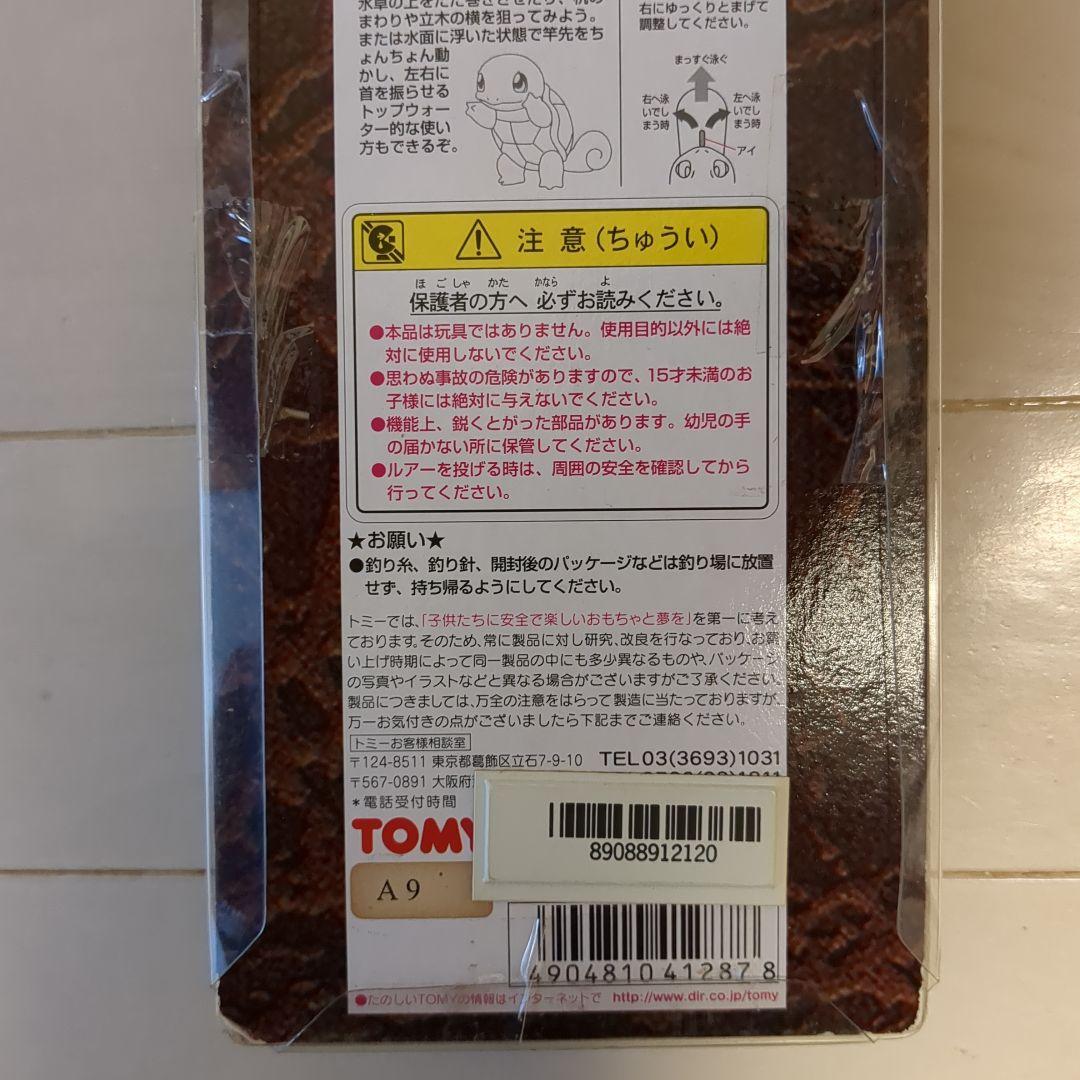 水草の上をただ巻きさせたり、杭の
まわりや立木の横を狙ってみよう。
または水面に浮いた状態で竿先をち
ょんちょん動
かし、左右に
首を振らせる
トップウォー
ター的な使い
方もできるぞ。
右にゆっくりとまげて
調整してください。
まっすぐ泳ぐ
右へ泳
いでし
まう時
左へ泳
いでし
まう時
アイ
注意(ちゅうい)
ほごしゃ かた かなら よ
保護者の方へ 必ずお読みください。
●本品は玩具ではありません。使用目的以外には絶
対に使用しないでください。
●思わぬ事故の危険がありますので、15才未満のお
子様には絶対に与えないでください。
●機能上、鋭くとがった部品があります。幼児の手
の届かない所に保管してください。
●ルアーを投げる時は、周囲の安全を確認してから
行ってください。
★お願い★
●釣り糸、釣り針、開封後のパッケージなどは釣り場に放置
せず、持ち帰るようにしてください。
トミーでは、「子供たちに安全で楽しいおもちゃと夢を」を第一に考え
ております。そのため、常に製品に対し研究、改良を行なっており、お買
い上げ時期によって同一製品の中にも多少異なるものや、パッケージ
の写真やイラストなどと異なる場合がございますがご了承ください。
製品につきましては、万全の注意をはらって製造に当たっておりますが、
万一お気付きの点がございましたら下記までご連絡ください。
トミーお客様相談室
〒124-8511 東京都葛飾区立石7-9-10 TEL03(3693)1031
〒567-0891 大阪府
＊電話受付時間
TOMY
89088912120
A 9
4904810 412878
●たのしいTOMYの情報はインターネットで http://www.dir.co.jp/tomy